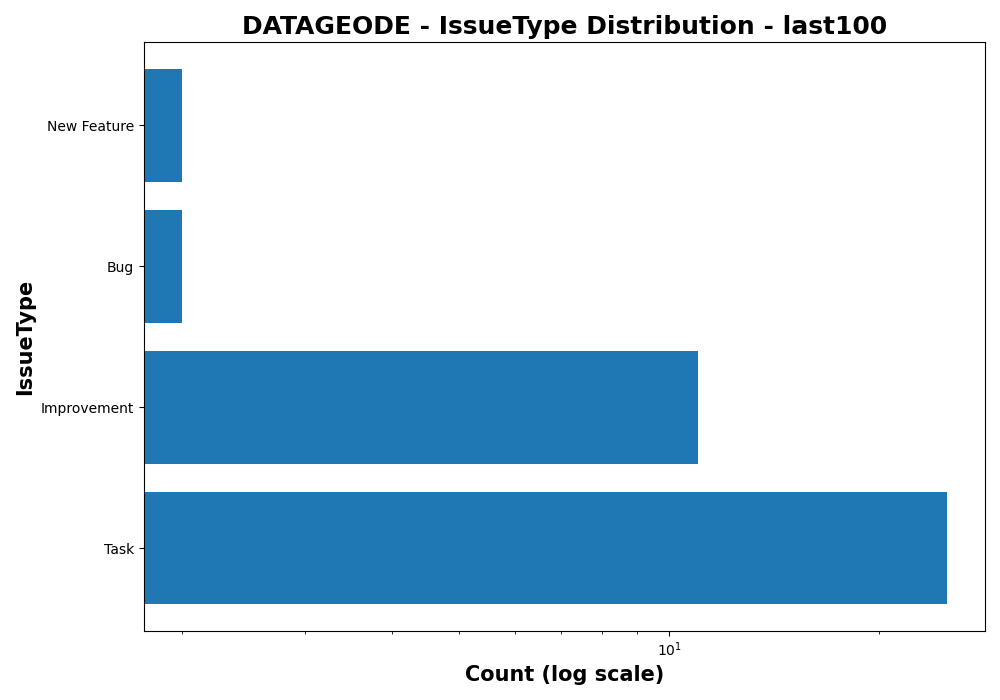 DATAGEODE - IssueType Distribution - last100
New Feature
Bug
Improvement
Task
IssueType
10¹
Count (log scale)